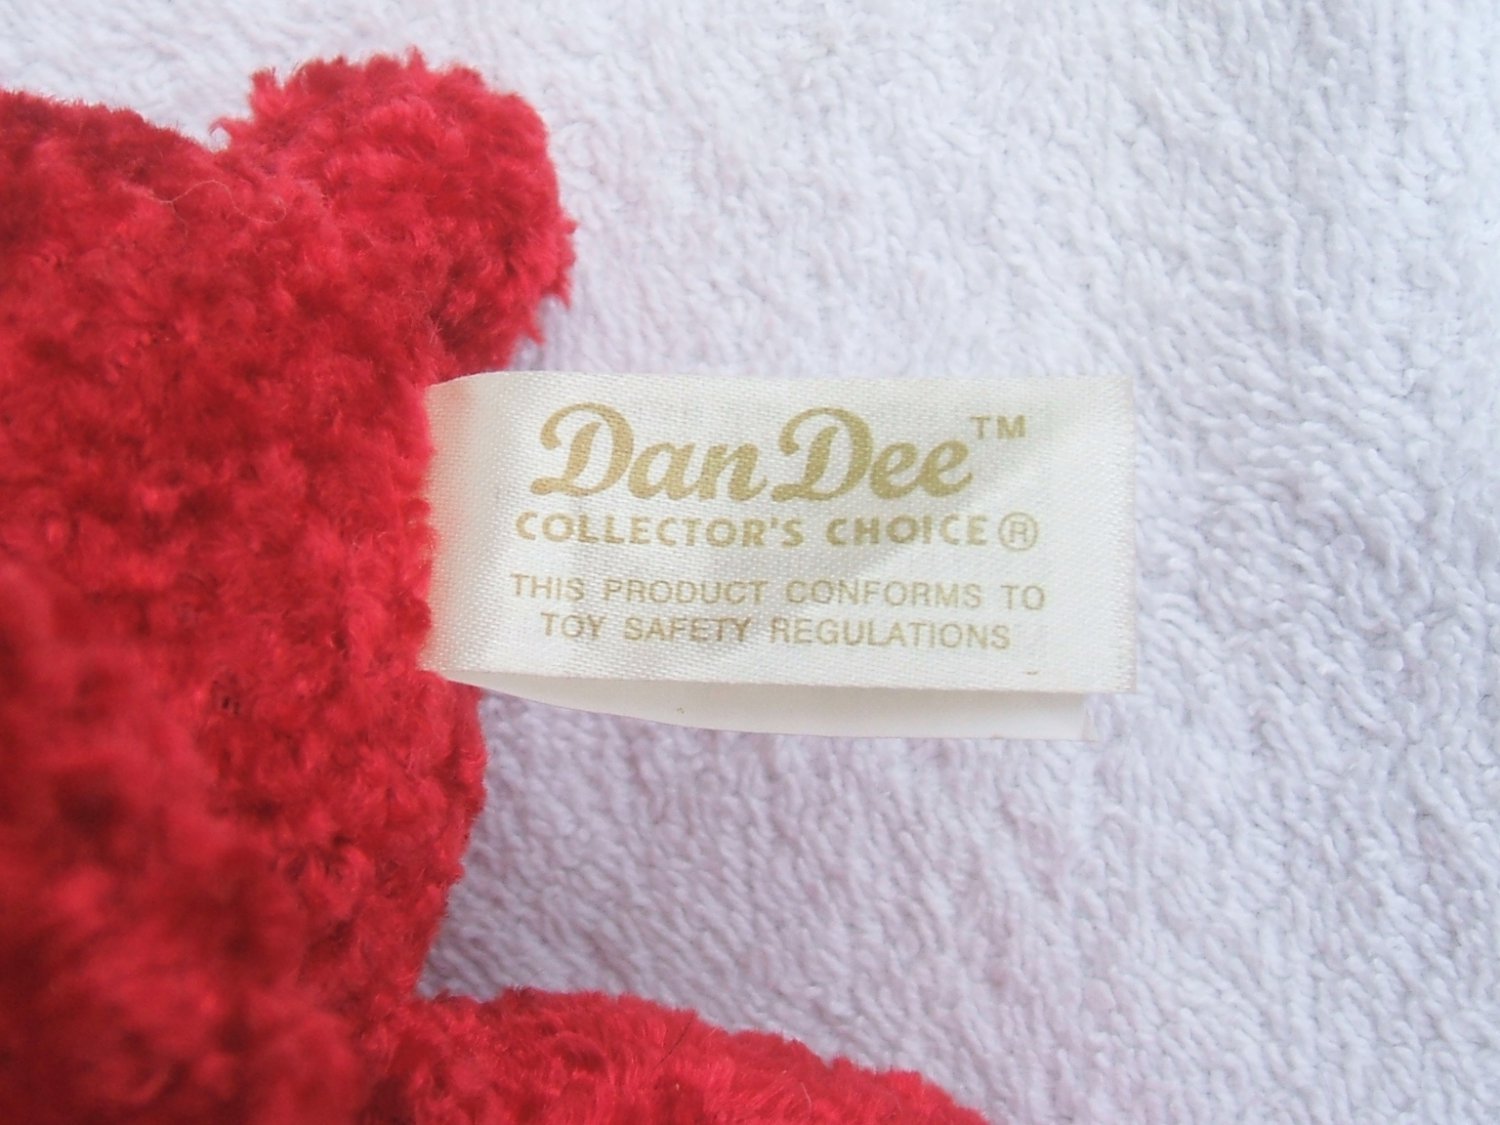 Dan Dee™
COLLECTOR'S CHOICE®
THIS PRODUCT CONFORMS TO
TOY SAFETY REGULATIONS